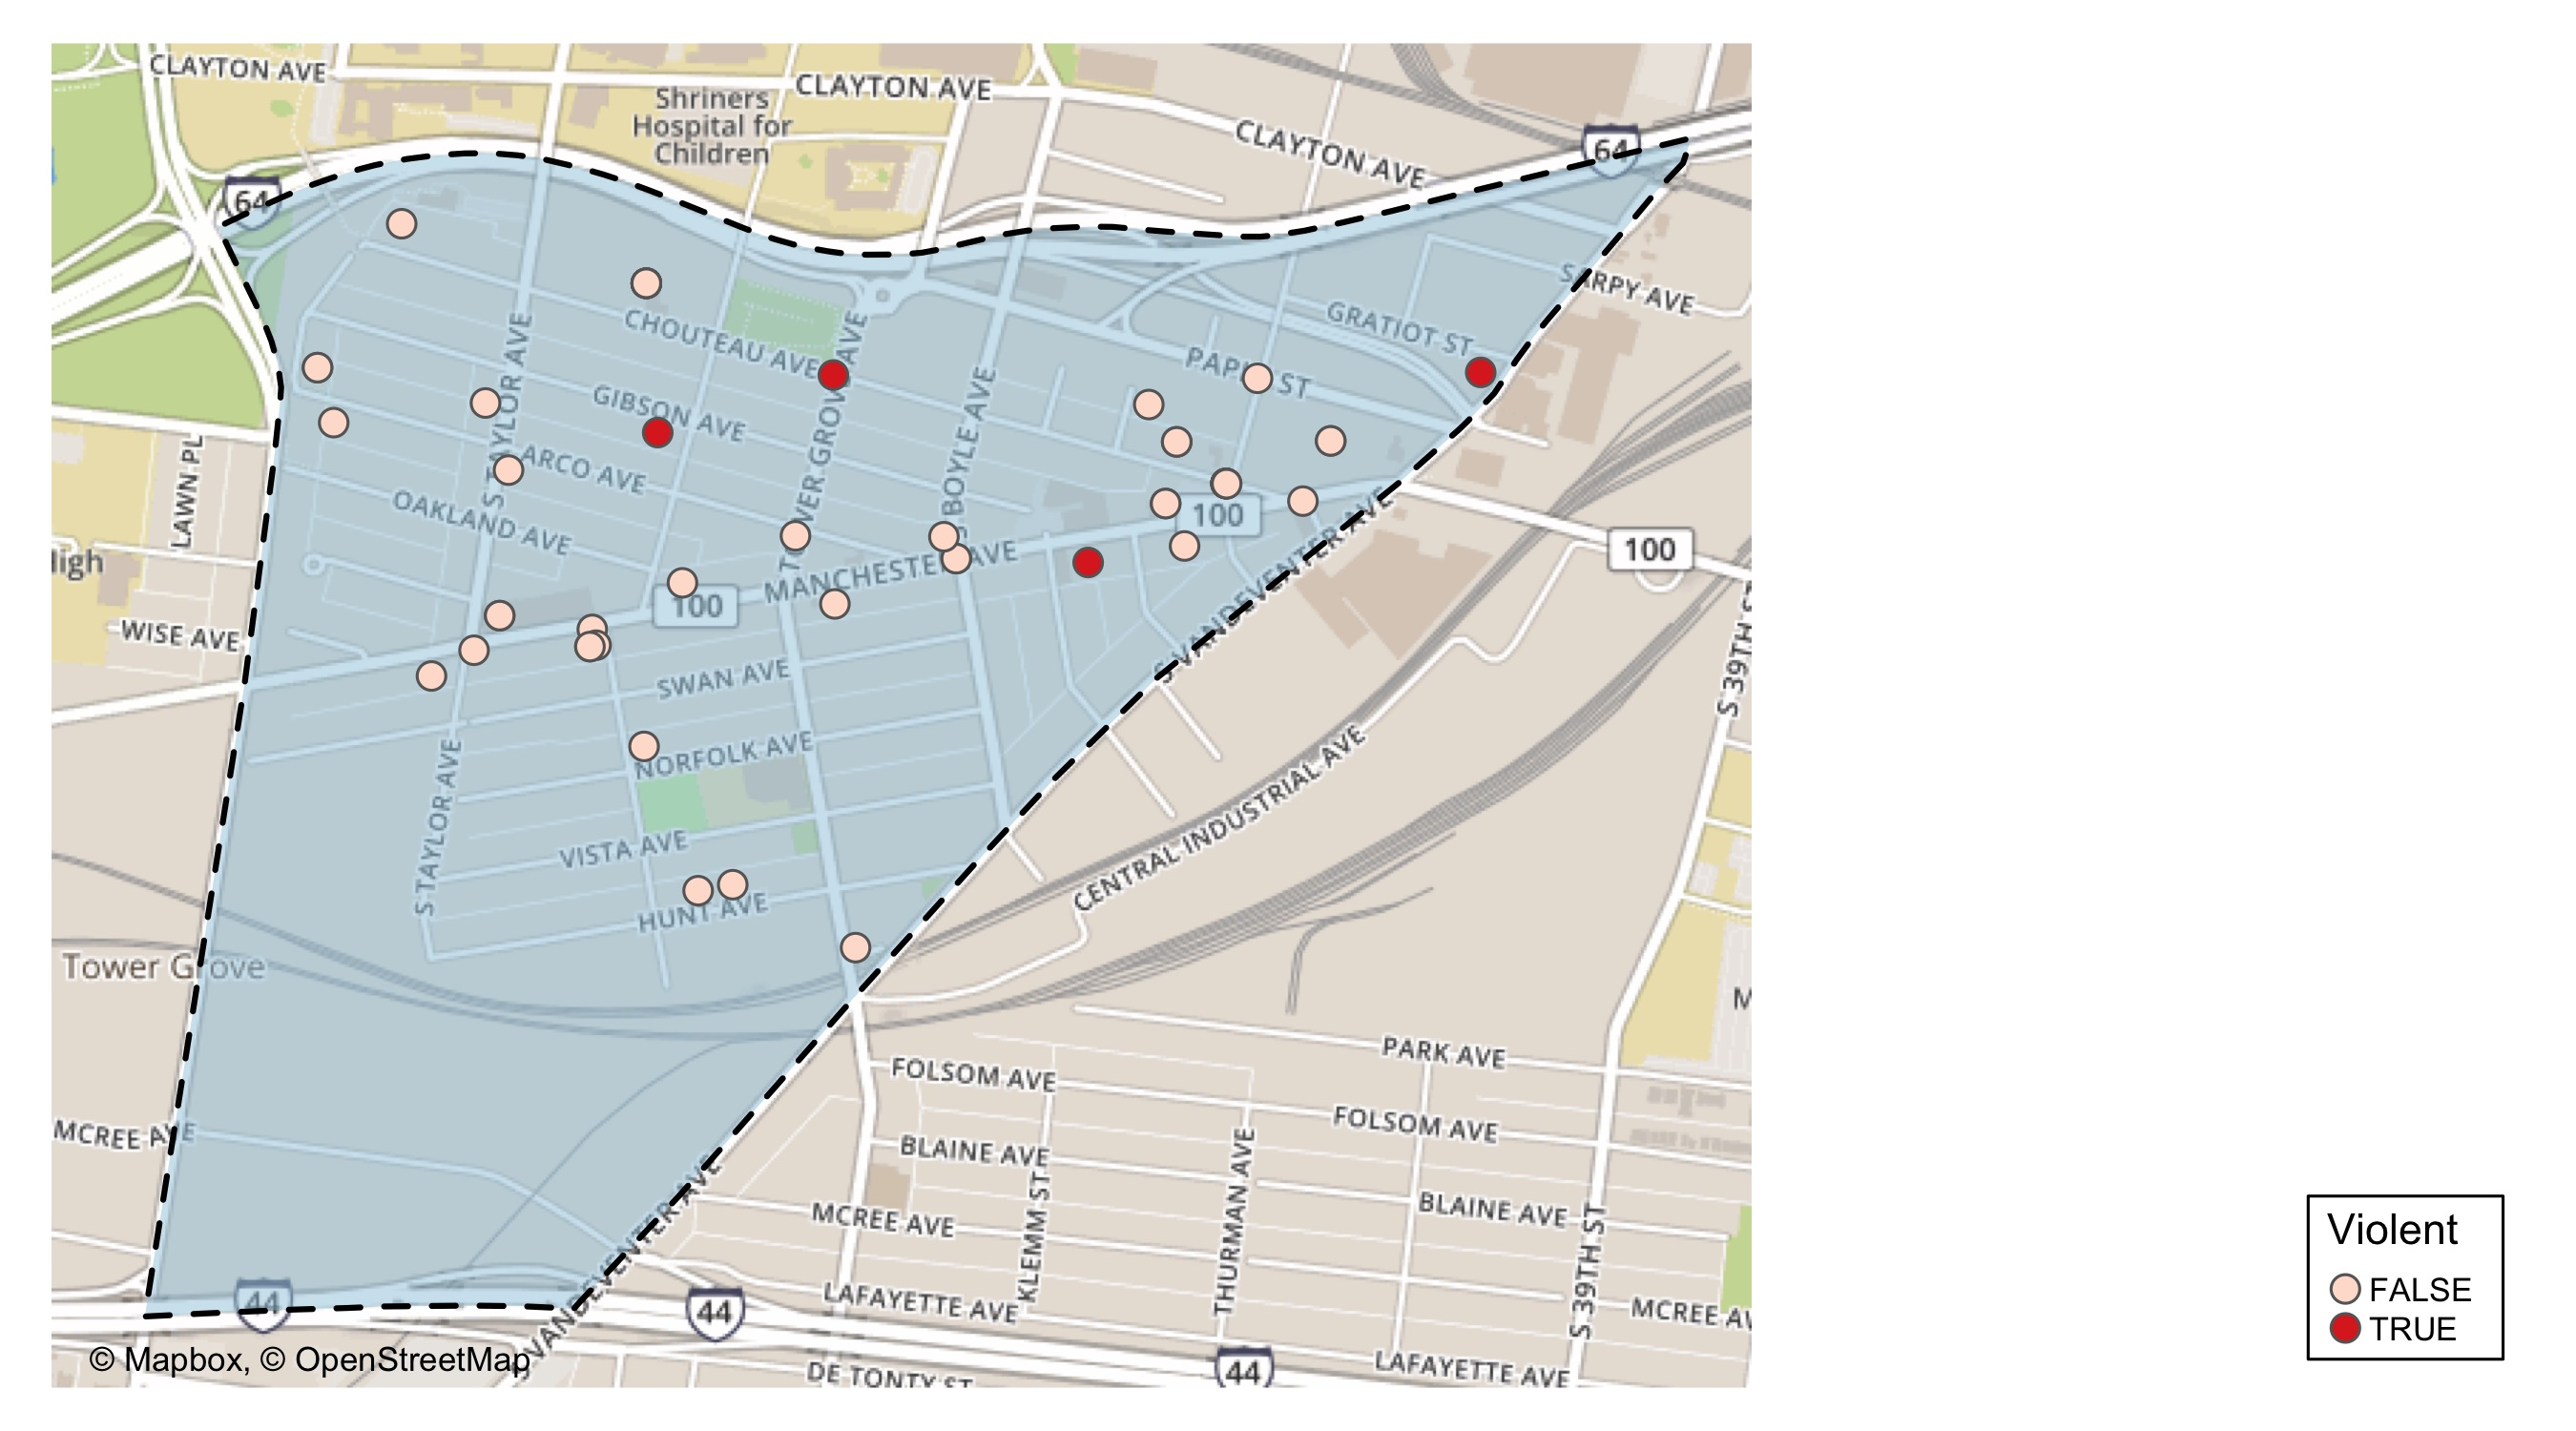 CLAYTON AVE
CLAYTON AVE
Shriners
Hospital for
Children
CLAYTON AVE
64
64
SARPY AVE
GRATIOT ST
CHOUTEAU AVE
S TAYLOR AVE
GIBSON AVE
ARCO AVE
OAKLAND AVE
TOWER GROVE AVE
S BOYLE AVE
LAWN PL
100
100
100
MANCHESTER AVE
WISE AVE
S VANDEVENTER AVE
S 39TH ST
SWAN AVE
NORFOLK AVE
S TAYLOR AVE
VISTA AVE
HUNT AVE
CENTRAL INDUSTRIAL AVE
Tower Grove
PARK AVE
FOLSOM AVE
FOLSOM AVE
MCREE AVE
BLAINE AVE
BLAINE AVE
MCREE AVE
KLEMM ST
THURMAN AVE
S 39TH ST
S VANDEVENTER AVE
44
44
44
LAFAYETTE AVE
MCREE AV
LAFAYETTE AVE
DE TONTY ST
S VANDEVENTER AVE
© Mapbox, © OpenStreetMap
Violent
FALSE
TRUE